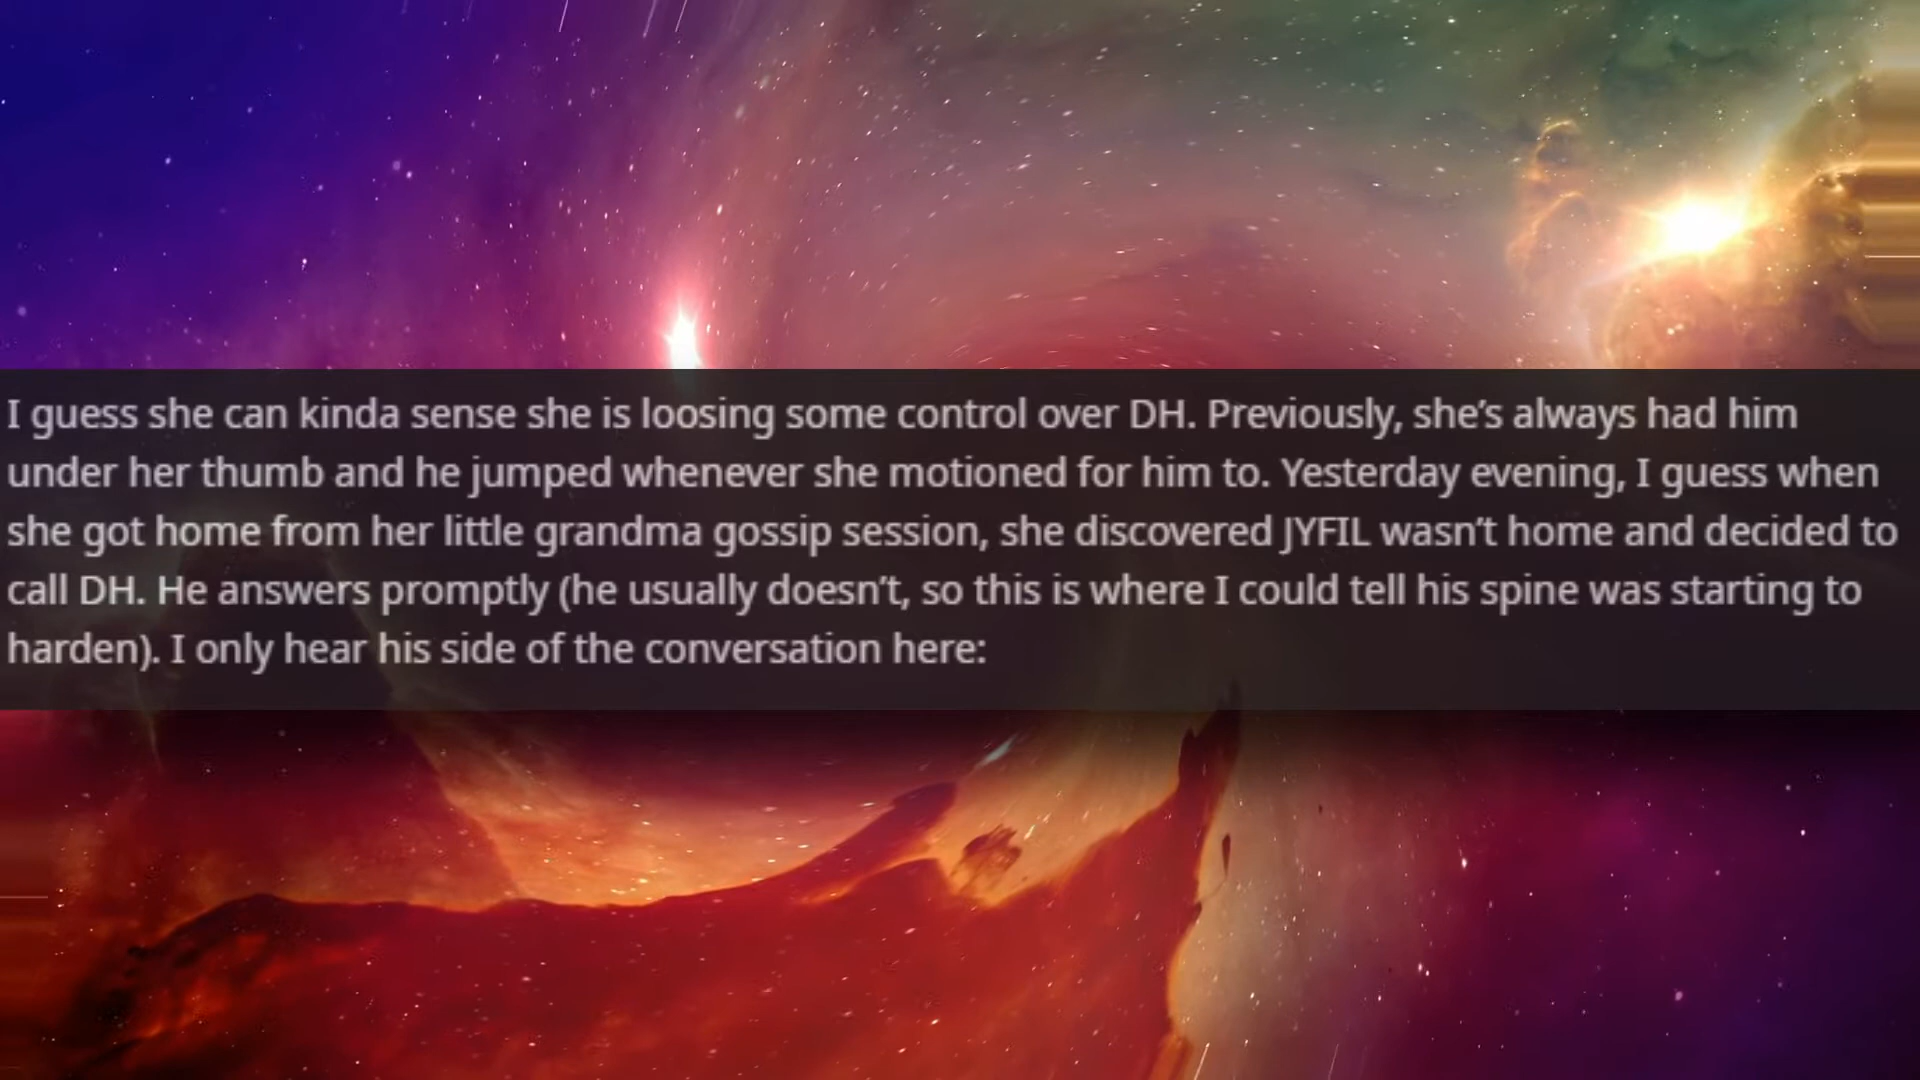 I guess she can kinda sense she is loosing some control over DH. Previously, she’s always had him
under her thumb and he jumped whenever she motioned for him to. Yesterday evening, I guess when
she got home from her little grandma gossip session, she discovered JYFIL wasn’t home and decided to
call DH. He answers promptly (he usually doesn’t, so this is where I could tell his spine was starting to
harden). I only hear his side of the conversation here: